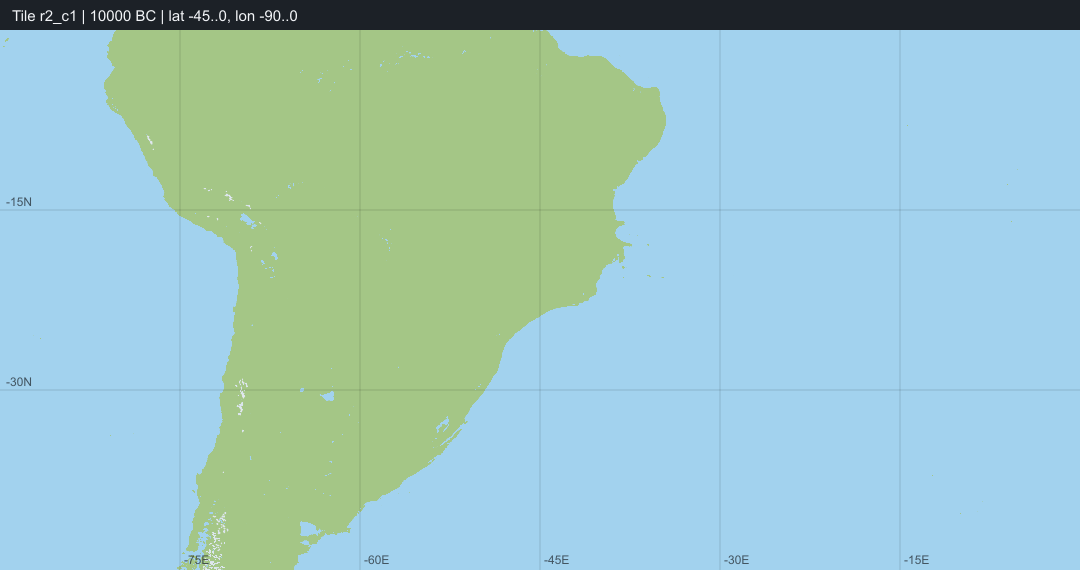 Tile r2_c1 | 10000 BC | lat -45..0, lon -90..0
-15N
-30N
-75E
-60E
-45E
-30E
-15E